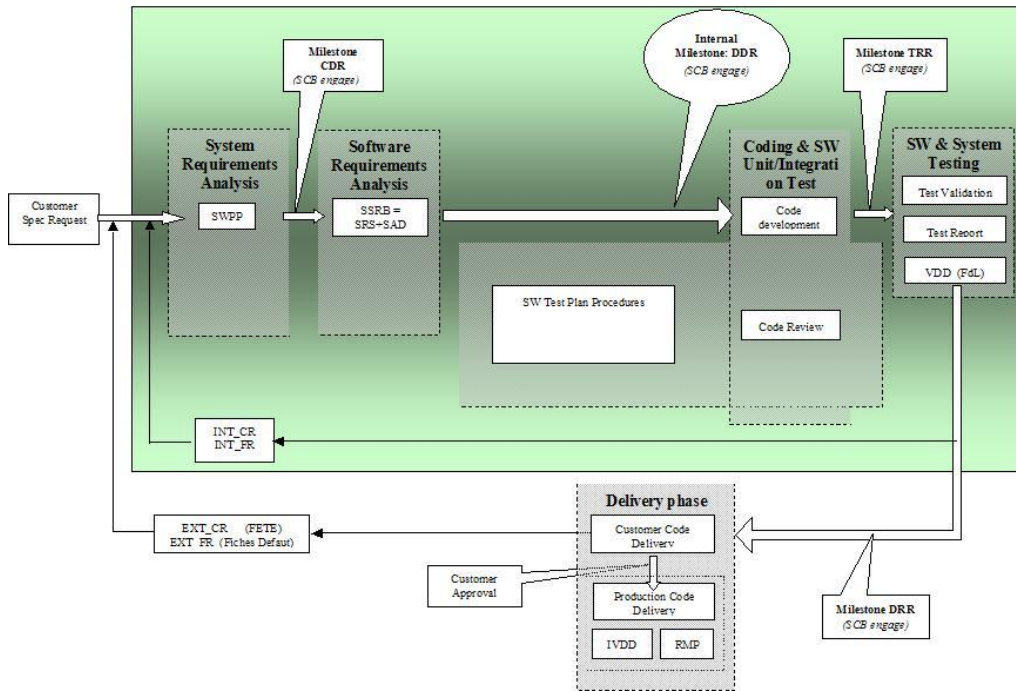 Milestone
CDR
(SCB engage)
Internal
Milestone: DDR
(SCB engage)
Milestone TRR
(SCB engage)
System
Requirements
Analysis
SWPP
Software
Requirements
Analysis
SSRB =
SRS+SAD
Coding & SW
Unit/Integrati
on Test
Code
development
SW & System
Testing
Test Validation
Test Report
VDD (FdL)
Customer
Spec Request
SW Test Plan Procedures
Code Review
INT_CR
INT_FR
Delivery phase
EXT_CR (FETE)
EXT_FR (Fiches Defaut)
Customer Code
Delivery
Customer
Approval
Production Code
Delivery
IVDD
RMP
Milestone DRR
(SCB engage)